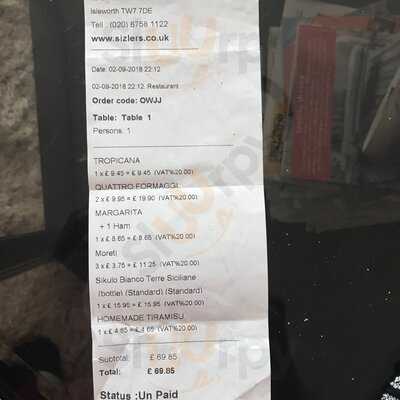 Isleworth TW7 7DE
Tell : (020) 8758 1122
www.sizlers.co.uk
Date: 02-09-2018 22:12
02-09-2018 22:12: Restaurant
Order code: OWJJ
Table: Table 1
Persons: 1
TROPICANA
1 x £ 9.45 = £ 9.45 (VAT%20.00)
QUATTRO FORMAGGI
2 x £ 9.95 = £ 19.90 (VAT%20.00)
MARGARITA
+ 1 Ham
1 x £ 8.65 = £ 8.65 (VAT%20.00)
Moreti
3 x £ 3.75 = £ 11.25 (VAT%20.00)
Sikulo Bianco Terre Siciliane
(bottle) (Standard) (Standard)
1 x £ 15.95 = £ 15.95 (VAT%20.00)
HOMEMADE TIRAMISU
1 x £ 4.65 = £ 4.65 (VAT%20.00)
Subtotal: £ 69.85
Total: £ 69.85
Status :Un Paid